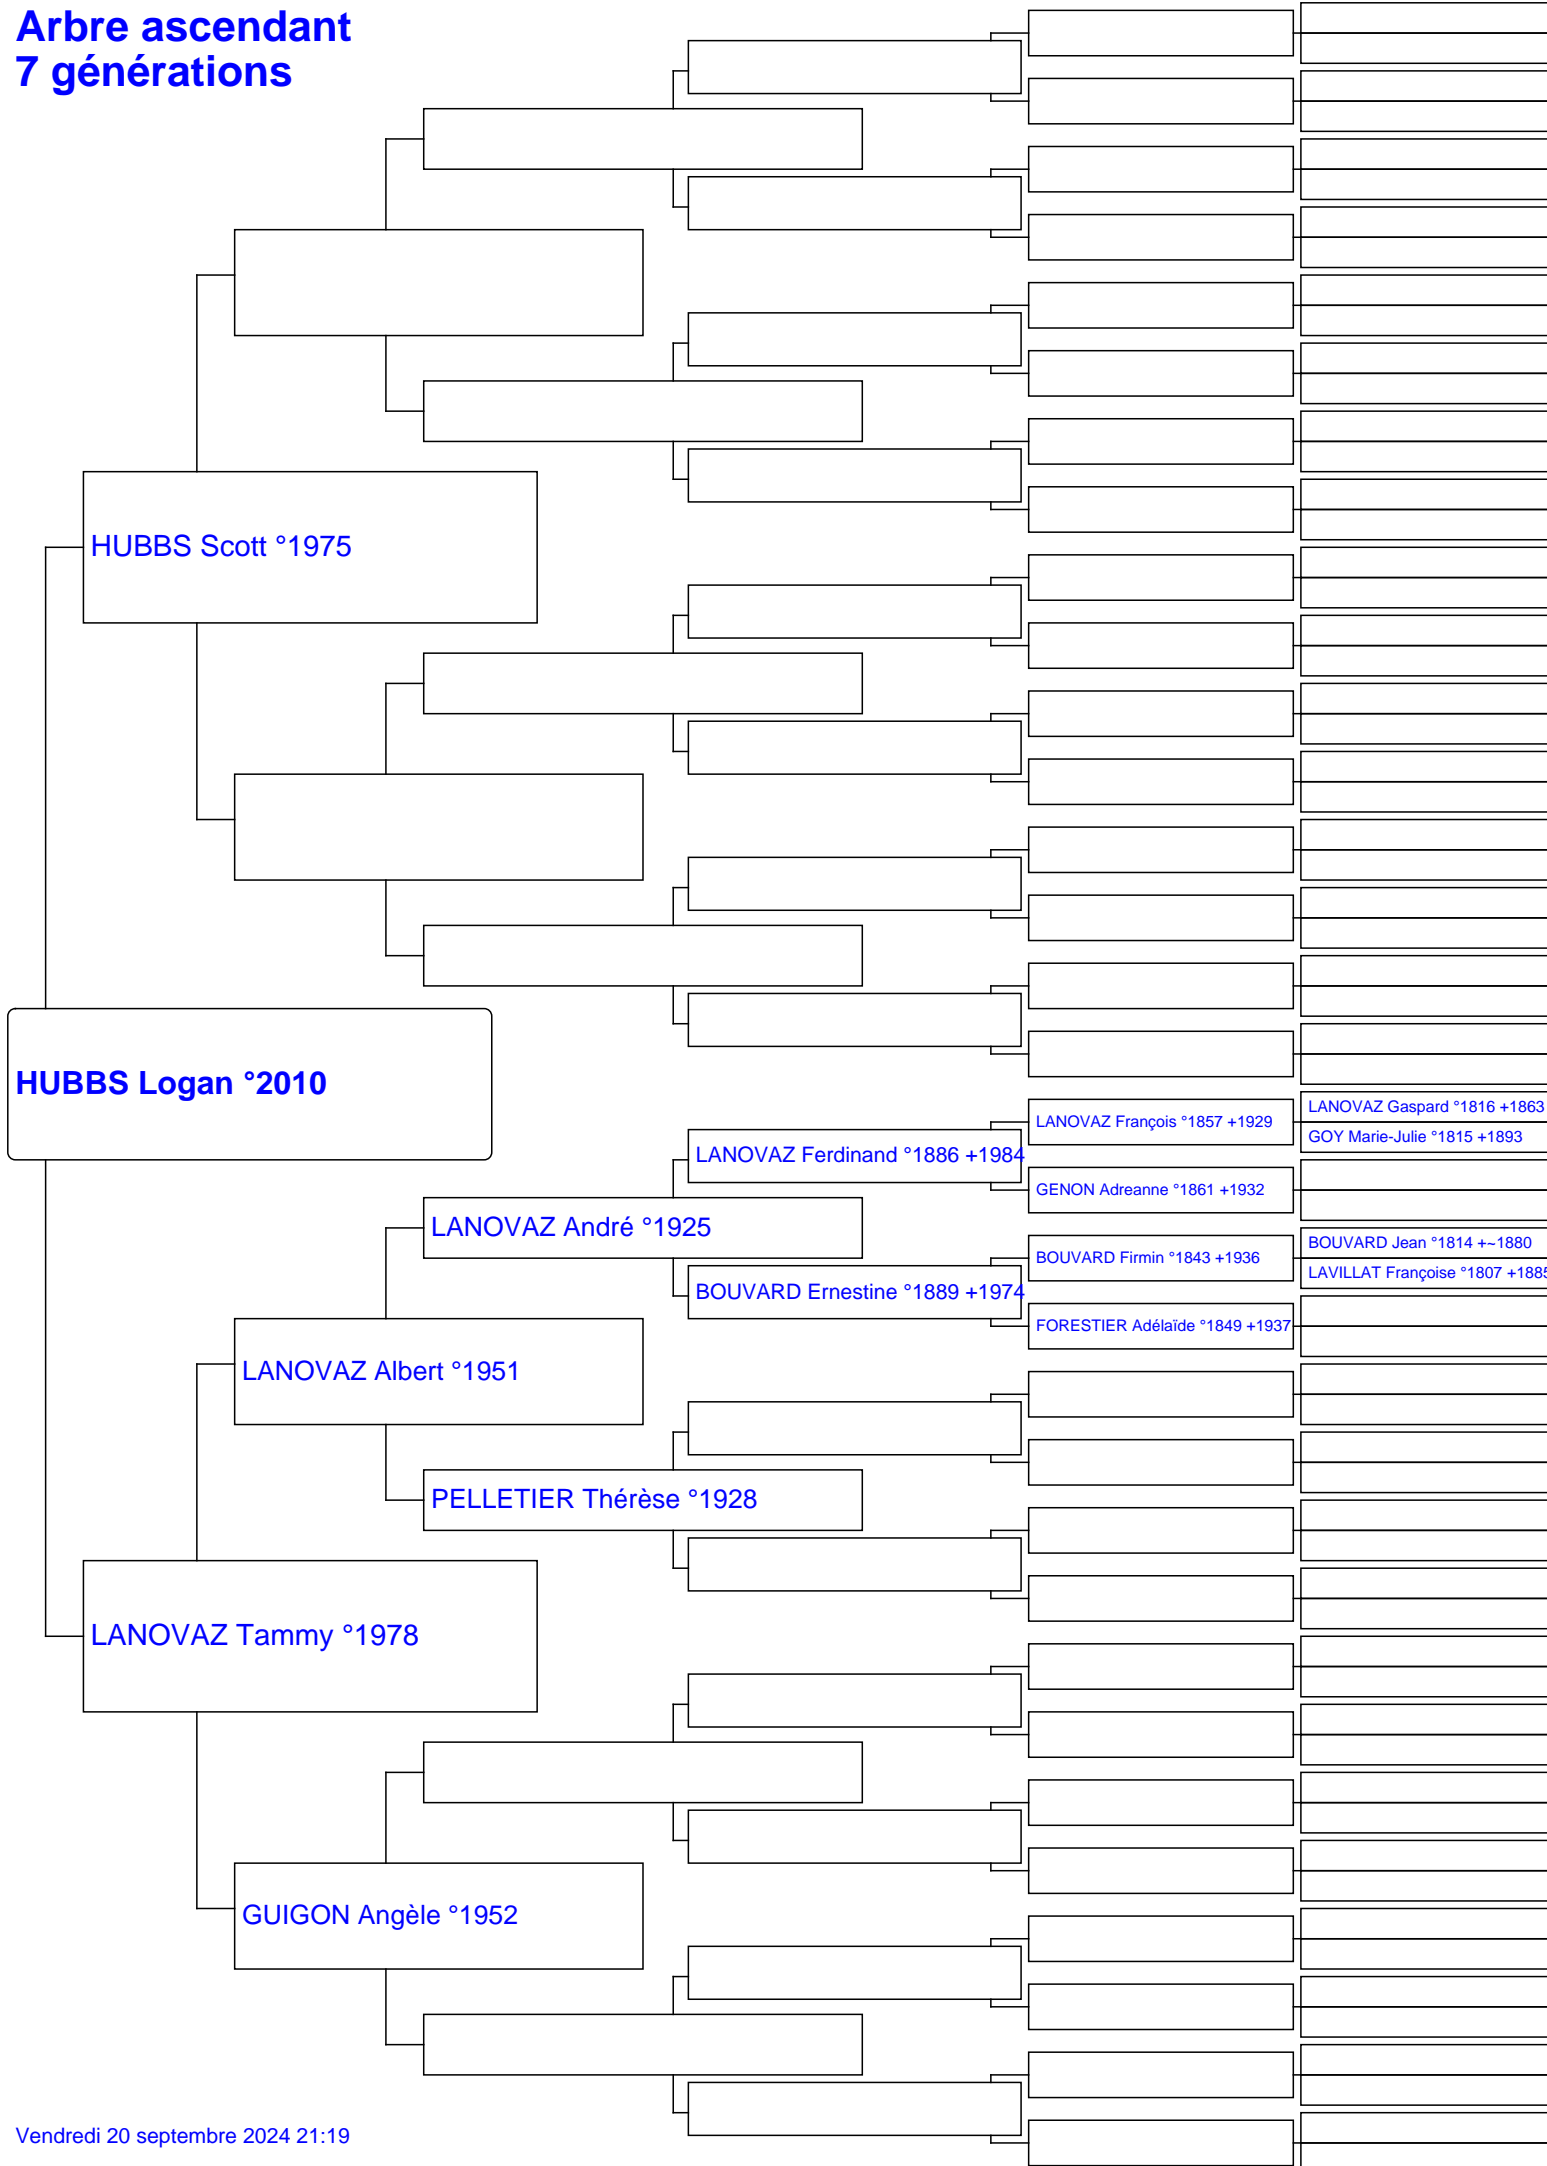 Arbre ascendant
7 générations
HUBBS Scott °1975
HUBBS Logan °2010
LANOVAZ Gaspard °1816 +1863
LANOVAZ François °1857 +1929
GOY Marie-Julie °1815 +1893
LANOVAZ Ferdinand °1886 +1984
GENON Adreanne °1861 +1932
LANOVAZ André °1925
BOUVARD Jean °1814 +~1880
BOUVARD Firmin °1843 +1936
LAVILLAT Françoise °1807 +1885
BOUVARD Ernestine °1889 +1974
FORESTIER Adélaïde °1849 +1937
LANOVAZ Albert °1951
PELLETIER Thérèse °1928
LANOVAZ Tammy °1978
GUIGON Angèle °1952
Vendredi 20 septembre 2024 21:19